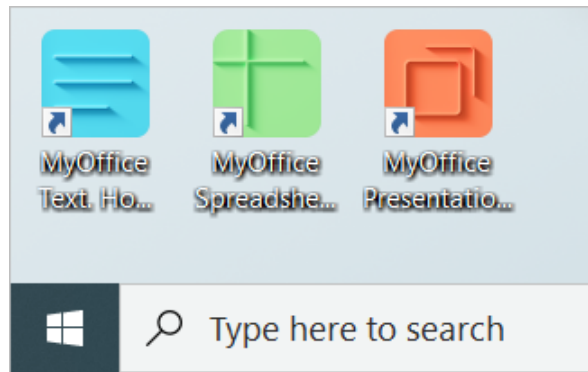 MyOffice
Text. Ho...
MyOffice
Spreadshe...
MyOffice
Presentatio...
Type here to search